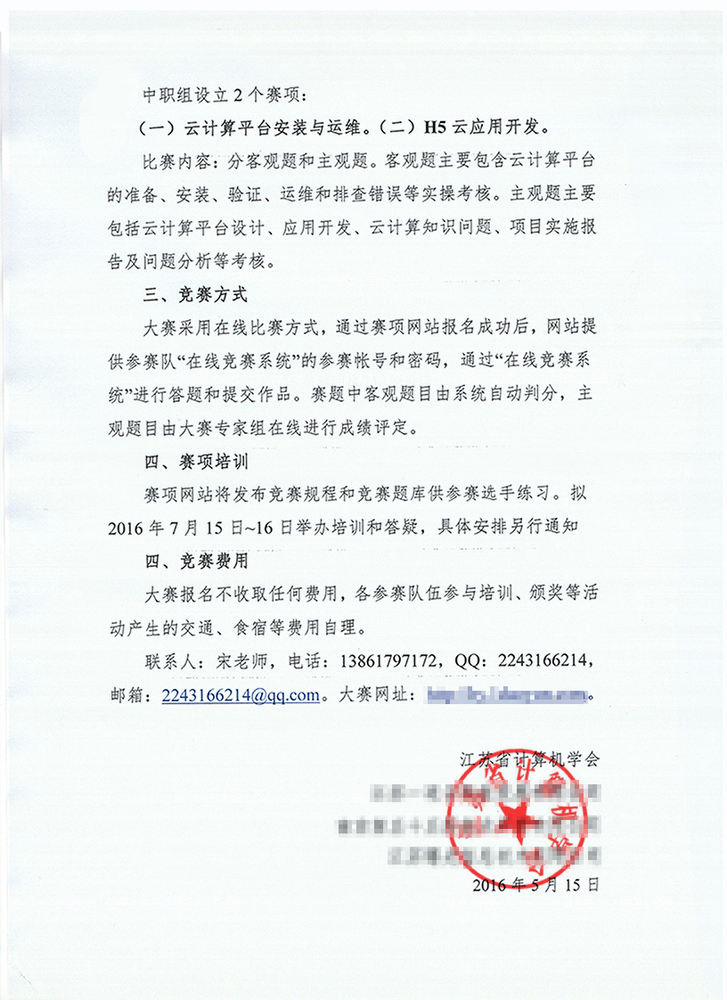 中职组设立 2 个赛项：
（一）云计算平台安装与运维。（二）H5 云应用开发。
比赛内容：分客观题和主观题。客观题主要包含云计算平台
的准备、安装、验证、运维和排查错误等实操考核。主观题主要
包括云计算平台设计、应用开发、云计算知识问题、项目实施报
告及问题分析等考核。
三、竞赛方式
大赛采用在线比赛方式，通过赛项网站报名成功后，网站提
供参赛队“在线竞赛系统”的参赛帐号和密码，通过“在线竞赛系
统”进行答题和提交作品。赛题中客观题目由系统自动判分，主
观题目由大赛专家组在线进行成绩评定。
四、赛项培训
赛项网站将发布竞赛规程和竞赛题库供参赛选手练习。拟
2016 年 7 月 15 日~16 日举办培训和答疑，具体安排另行通知
四、竞赛费用
大赛报名不收取任何费用，各参赛队伍参与培训、颁奖等活
动产生的交通、食宿等费用自理。
联系人：宋老师，电话：13861797172，QQ：2243166214，
邮箱：2243166214@qq.com。大赛网址：
江苏省计算机学会
2016 年 5 月 15 日